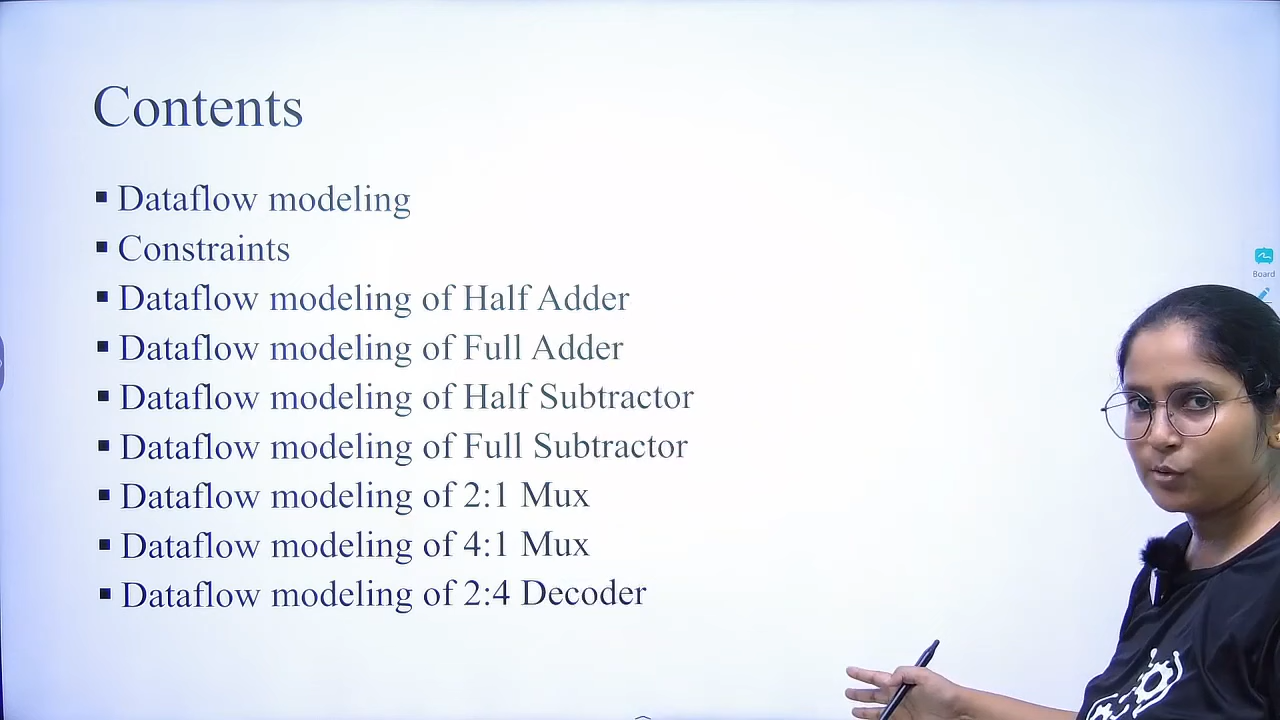 Contents
Dataflow modeling
Constraints
Dataflow modeling of Half Adder
Dataflow modeling of Full Adder
Dataflow modeling of Half Subtractor
Dataflow modeling of Full Subtractor
Dataflow modeling of 2:1 Mux
Dataflow modeling of 4:1 Mux
Dataflow modeling of 2:4 Decoder
Board